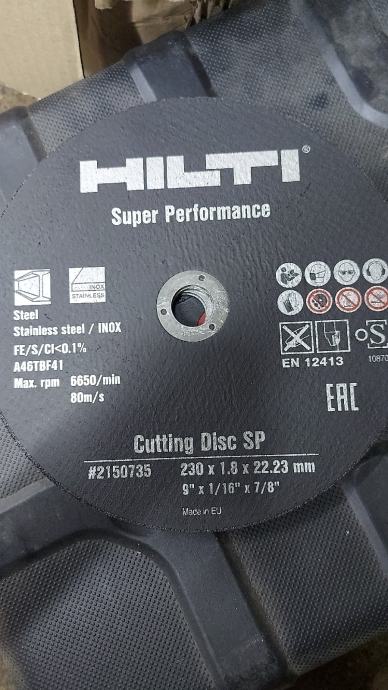 HILTI®
Super Performance
INOX
STAINLESS
Steel
Stainless steel / INOX
FE/S/Cl<0.1%
A46TBF41
Max. rpm 6650/min
80m/s
EN 12413
EAC
Cutting Disc SP
#2150735 230 x 1.8 x 22.23 mm
9" x 1/16" x 7/8"
Made in EU